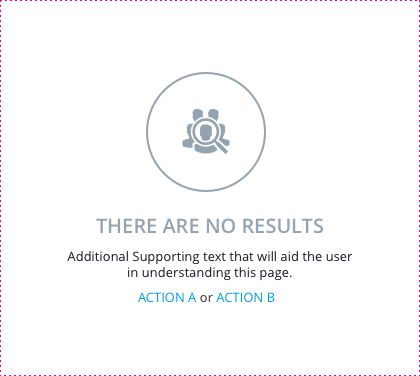 THERE ARE NO RESULTS
Additional Supporting text that will aid the user
in understanding this page.
ACTION A or ACTION B